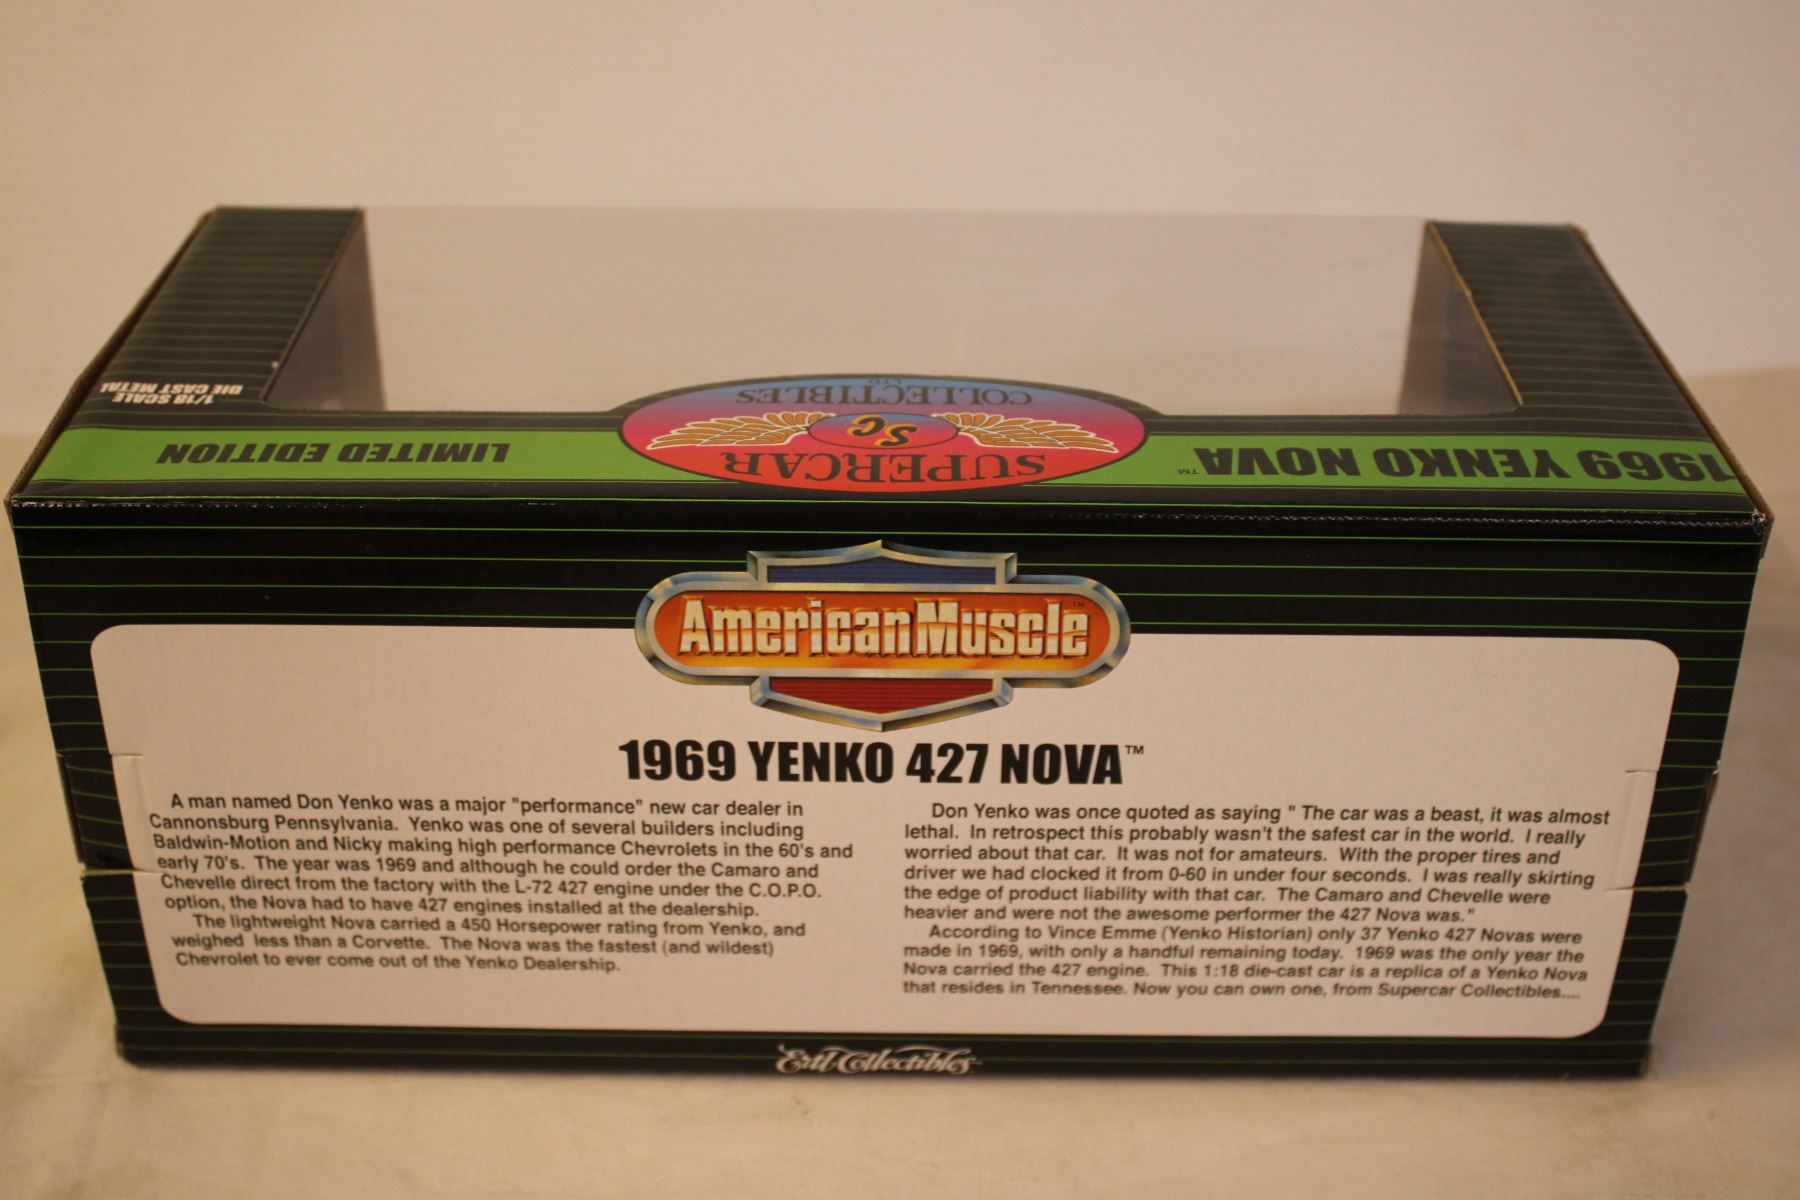 1/18 SCALE
DIE CAST METAL
LIMITED EDITION
SUPERCAR
SC
COLLECTIBLES
LTD
1969 YENKO NOVA™
AmericanMuscle™
1969 YENKO 427 NOVA™
A man named Don Yenko was a major "performance" new car dealer in
Cannonsburg Pennsylvania. Yenko was one of several builders including
Baldwin-Motion and Nicky making high performance Chevrolets in the 60's and
early 70's. The year was 1969 and although he could order the Camaro and
Chevelle direct from the factory with the L-72 427 engine under the C.O.P.O.
option, the Nova had to have 427 engines installed at the dealership.
The lightweight Nova carried a 450 Horsepower rating from Yenko, and
weighed less than a Corvette. The Nova was the fastest (and wildest)
Chevrolet to ever come out of the Yenko Dealership.
Don Yenko was once quoted as saying " The car was a beast, it was almost
lethal. In retrospect this probably wasn't the safest car in the world. I really
worried about that car. It was not for amateurs. With the proper tires and
driver we had clocked it from 0-60 in under four seconds. I was really skirting
the edge of product liability with that car. The Camaro and Chevelle were
heavier and were not the awesome performer the 427 Nova was."
According to Vince Emme (Yenko Historian) only 37 Yenko 427 Novas were
made in 1969, with only a handful remaining today. 1969 was the only year the
Nova carried the 427 engine. This 1:18 die-cast car is a replica of a Yenko Nova
that resides in Tennessee. Now you can own one, from Supercar Collectibles....
Ertl Collectibles™